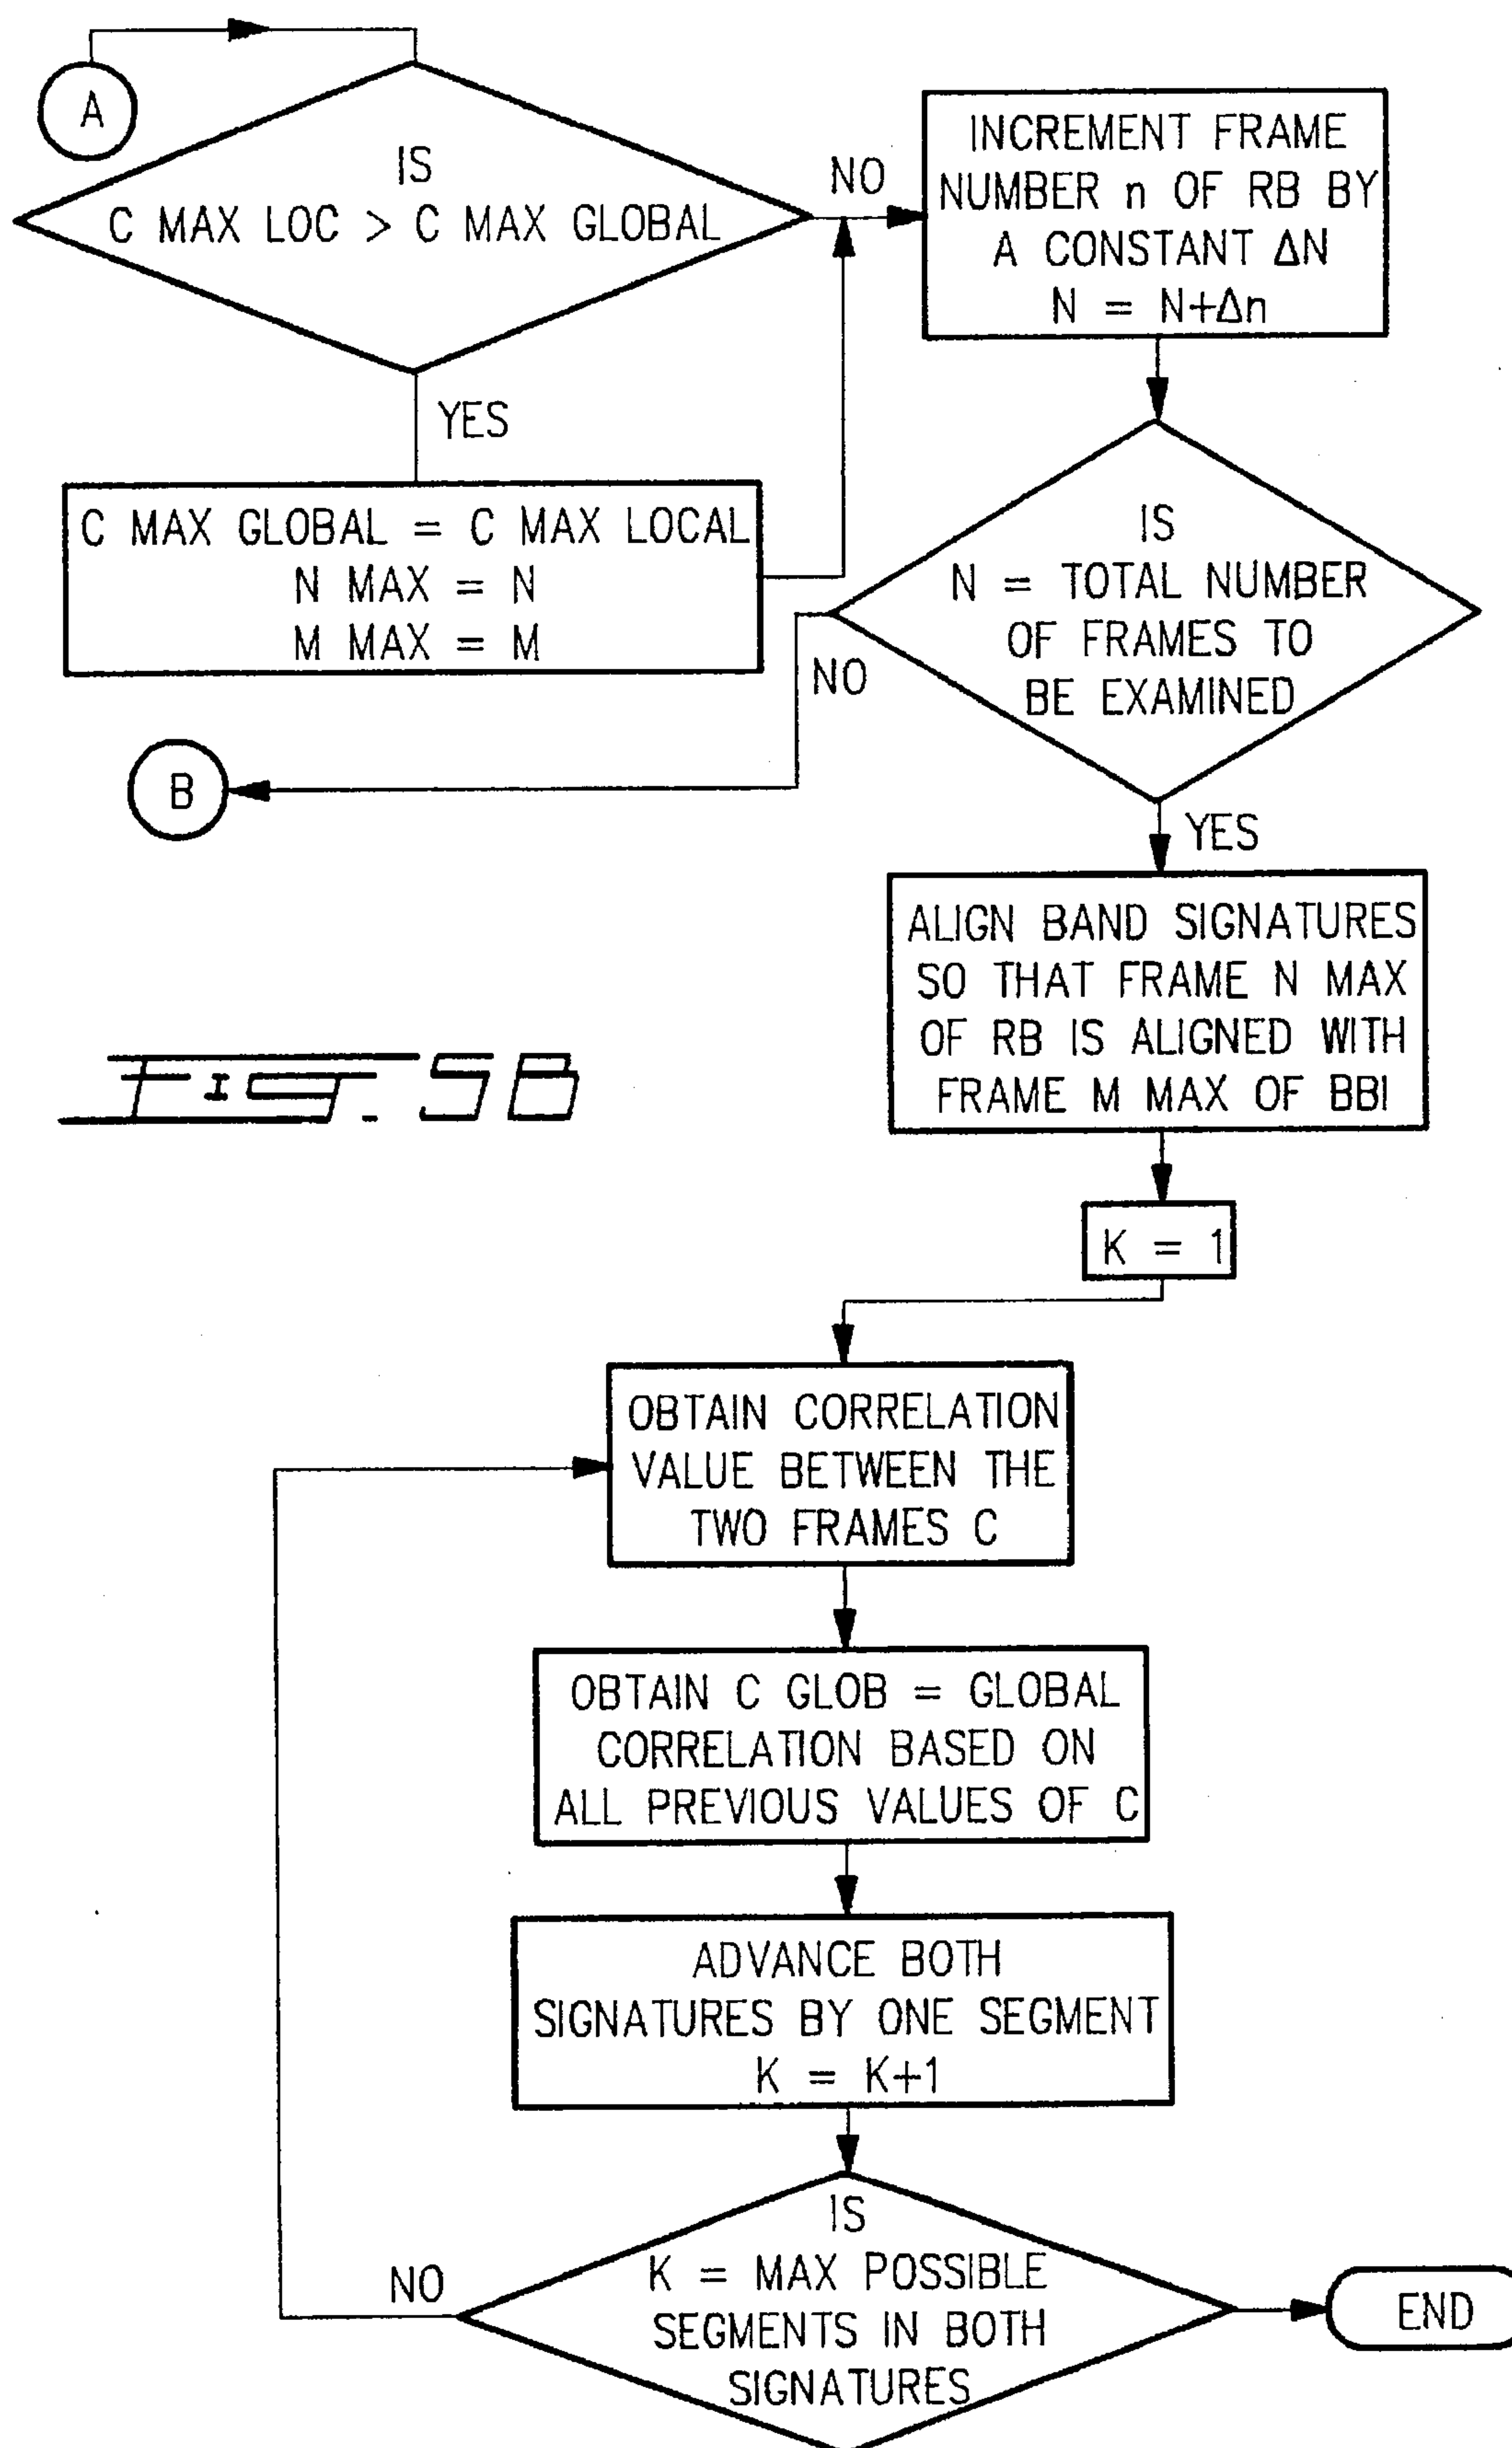 A
IS
C MAX LOC > C MAX GLOBAL
NO
INCREMENT FRAME
NUMBER n OF RB BY
A CONSTANT ΔN
N = N+Δn
YES
C MAX GLOBAL = C MAX LOCAL
N MAX = N
M MAX = M
IS
N = TOTAL NUMBER
OF FRAMES TO
BE EXAMINED
NO
B
YES
ALIGN BAND SIGNATURES
SO THAT FRAME N MAX
OF RB IS ALIGNED WITH
FRAME M MAX OF BBI
FIG. 5B
K = 1
OBTAIN CORRELATION
VALUE BETWEEN THE
TWO FRAMES C
OBTAIN C GLOB = GLOBAL
CORRELATION BASED ON
ALL PREVIOUS VALUES OF C
ADVANCE BOTH
SIGNATURES BY ONE SEGMENT
K = K+1
IS
K = MAX POSSIBLE
SEGMENTS IN BOTH
SIGNATURES
NO
END